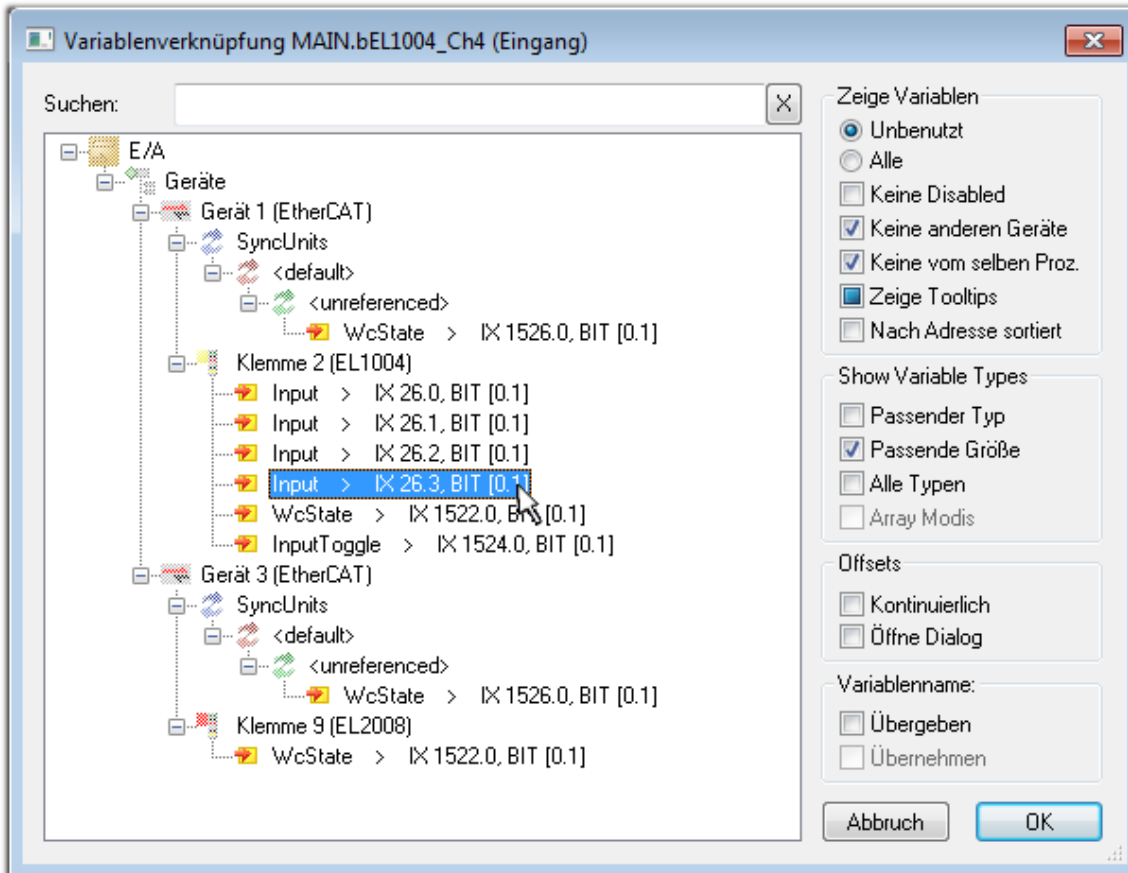 Variablenverknüpfung MAIN.bEL1004_Ch4 (Eingang)
Suchen:
X
E/A
Geräte
Gerät 1 (EtherCAT)
SyncUnits
<default>
<unreferenced>
WcState > IX 1526.0, BIT [0.1]
Klemme 2 (EL1004)
Input > IX 26.0, BIT [0.1]
Input > IX 26.1, BIT [0.1]
Input > IX 26.2, BIT [0.1]
Input > IX 26.3, BIT [0.1]
WcState > IX 1522.0, BIT [0.1]
InputToggle > IX 1524.0, BIT [0.1]
Gerät 3 (EtherCAT)
SyncUnits
<default>
<unreferenced>
WcState > IX 1526.0, BIT [0.1]
Klemme 9 (EL2008)
WcState > IX 1522.0, BIT [0.1]
Zeige Variablen
Unbenutzt
Alle
Keine Disabled
Keine anderen Geräte
Keine vom selben Proz.
Zeige Tooltips
Nach Adresse sortiert
Show Variable Types
Passender Typ
Passende Größe
Alle Typen
Array Modis
Offsets
Kontinuierlich
Öffne Dialog
Variablenname:
Übergeben
Übernehmen
Abbruch
OK